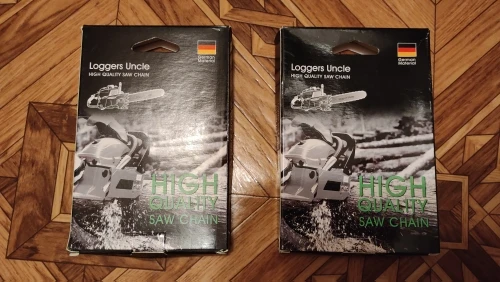 Loggers Uncle
HIGH QUALITY SAW CHAIN
German
Material
HIGH
QUALITY
SAW CHAIN
Loggers Uncle
HIGH QUALITY SAW CHAIN
German
Material
HIGH
QUALITY
SAW CHAIN